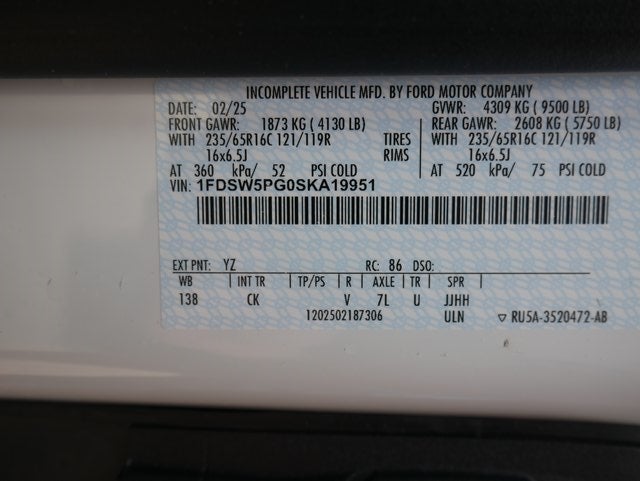 INCOMPLETE VEHICLE MFD. BY FORD MOTOR COMPANY
DATE: 02/25 GVWR: 4309 KG ( 9500 LB)
FRONT GAWR: 1873 KG ( 4130 LB) REAR GAWR: 2608 KG ( 5750 LB)
WITH 235/65R16C 121/119R TIRES WITH 235/65R16C 121/119R
16x6.5J RIMS 16x6.5J
AT 360 kPa/ 52 PSI COLD AT 520 kPa/ 75 PSI COLD
VIN: 1FDSW5PG0SKA19951
EXT PNT: YZ RC: 86 DSO:
WB INT TR TP/PS R AXLE TR SPR
138 CK V 7L U JJHH
1202502187306 ULN ▽ RU5A-3520472-AB